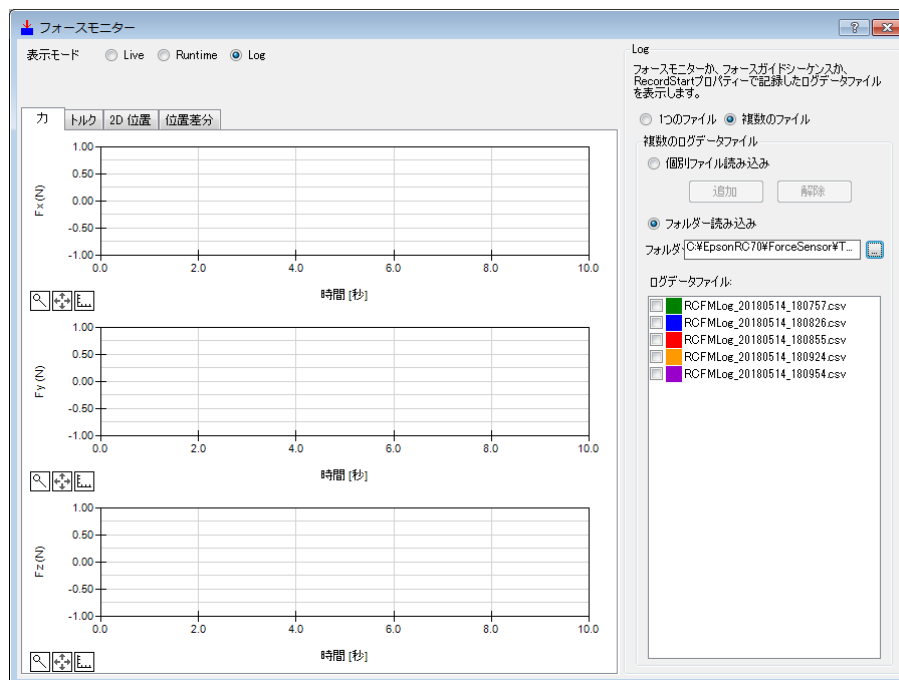 フォースモニター
?
表示モード Live Runtime Log
力 トルク 2D 位置 位置差分
Fx (N)
1.00
0.50
0.00
-0.50
-1.00
0.0 2.0 4.0 6.0 8.0 10.0
時間 [秒]
Fy (N)
1.00
0.50
0.00
-0.50
-1.00
0.0 2.0 4.0 6.0 8.0 10.0
時間 [秒]
Fz (N)
1.00
0.50
0.00
-0.50
-1.00
0.0 2.0 4.0 6.0 8.0 10.0
時間 [秒]
Log
フォースモニターか、フォースガイドシーケンスか、
RecordStartプロパティーで記録したログデータファイル
を表示します。
1つのファイル 複数のファイル
複数のログデータファイル
個別ファイル読み込み
追加 解除
フォルダー読み込み
フォルダ C:¥EpsonRC70¥ForceSensor¥T... ...
ログデータファイル:
RCFMLog_20180514_180757.csv
RCFMLog_20180514_180826.csv
RCFMLog_20180514_180855.csv
RCFMLog_20180514_180924.csv
RCFMLog_20180514_180954.csv